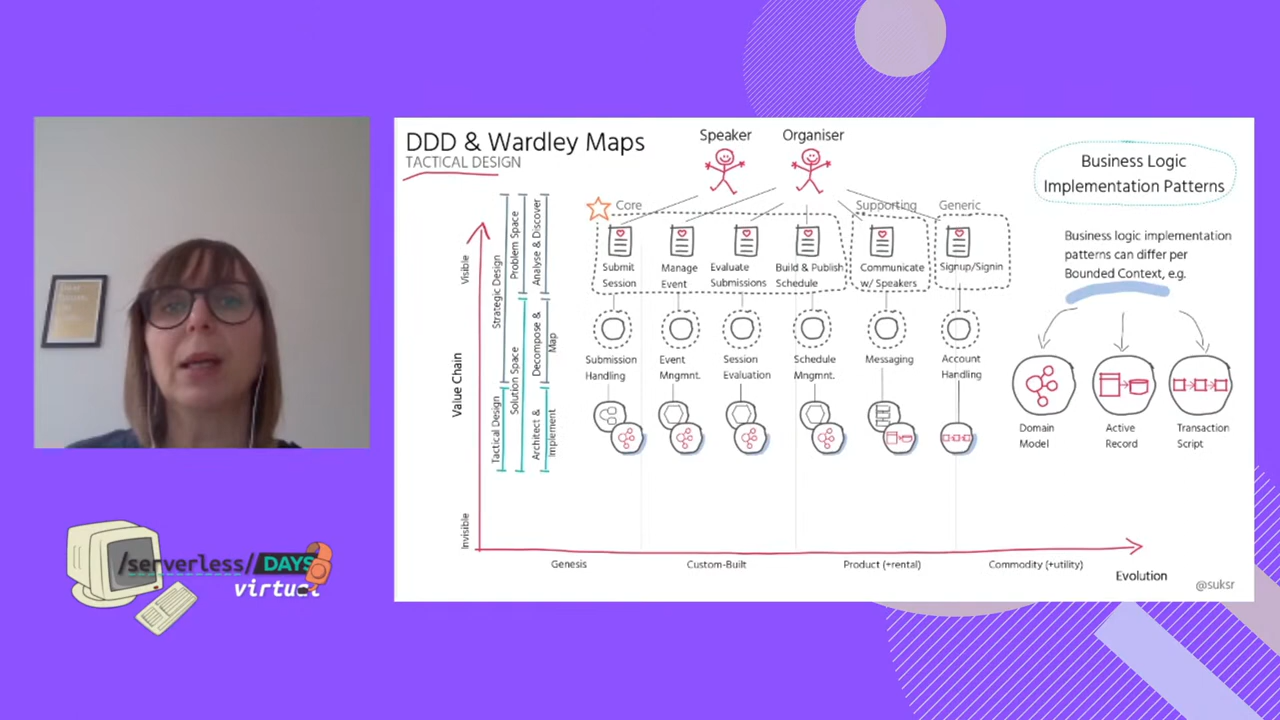 DDD & Wardley Maps
TACTICAL DESIGN
Speaker
Organiser
Business Logic
Implementation Patterns
Core
Supporting
Generic
Business logic implementation
patterns can differ per
Bounded Context, e.g.
Visible
Value Chain
Invisible
Strategic Design
Tactical Design
Problem Space
Solution Space
Analyse & Discover
Decompose &
Map
Architect &
Implement
Submit
Session
Manage
Event
Evaluate
Submissions
Build & Publish
Schedule
Communicate
w/ Speakers
Signup/Signin
Submission
Handling
Event
Mngmnt.
Session
Evaluation
Schedule
Mngmnt.
Messaging
Account
Handling
Domain
Model
Active
Record
Transaction
Script
Genesis
Custom-Built
Product (+rental)
Commodity (+utility)
Evolution
@suksr
/serverless/DAYS
virtual